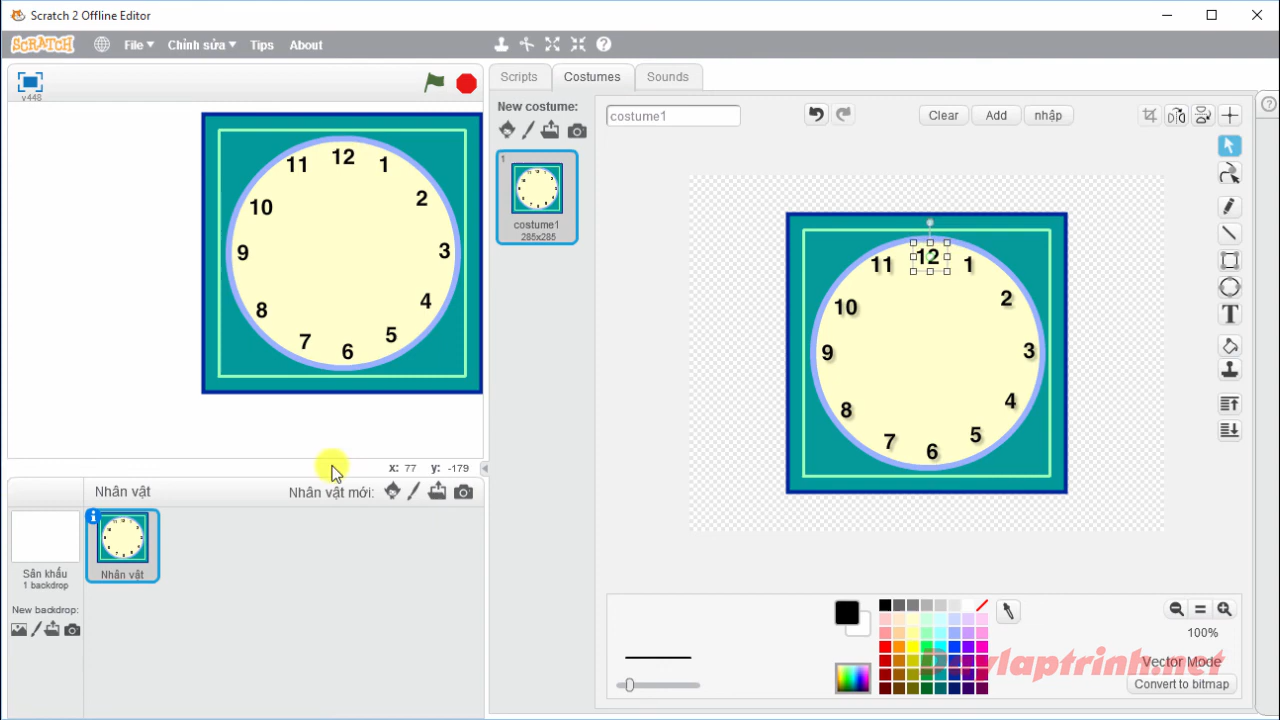 Scratch 2 Offline Editor
SCRATCH File Chỉnh sửa Tips About
v448
Scripts Costumes Sounds
New costume:
costume1
Clear Add nhập
1
costume1
285x285
11 12 1
10 2
9 3
8 4
7 6 5
11 12 1
10 2
9 3
8 4
7 6 5
x: 77 y: -179
Nhân vật Nhân vật mới:
Nhân vật
Sân khấu
1 backdrop
New backdrop:
100%
Vector Mode
Convert to bitmap
Daylaptrinh.net